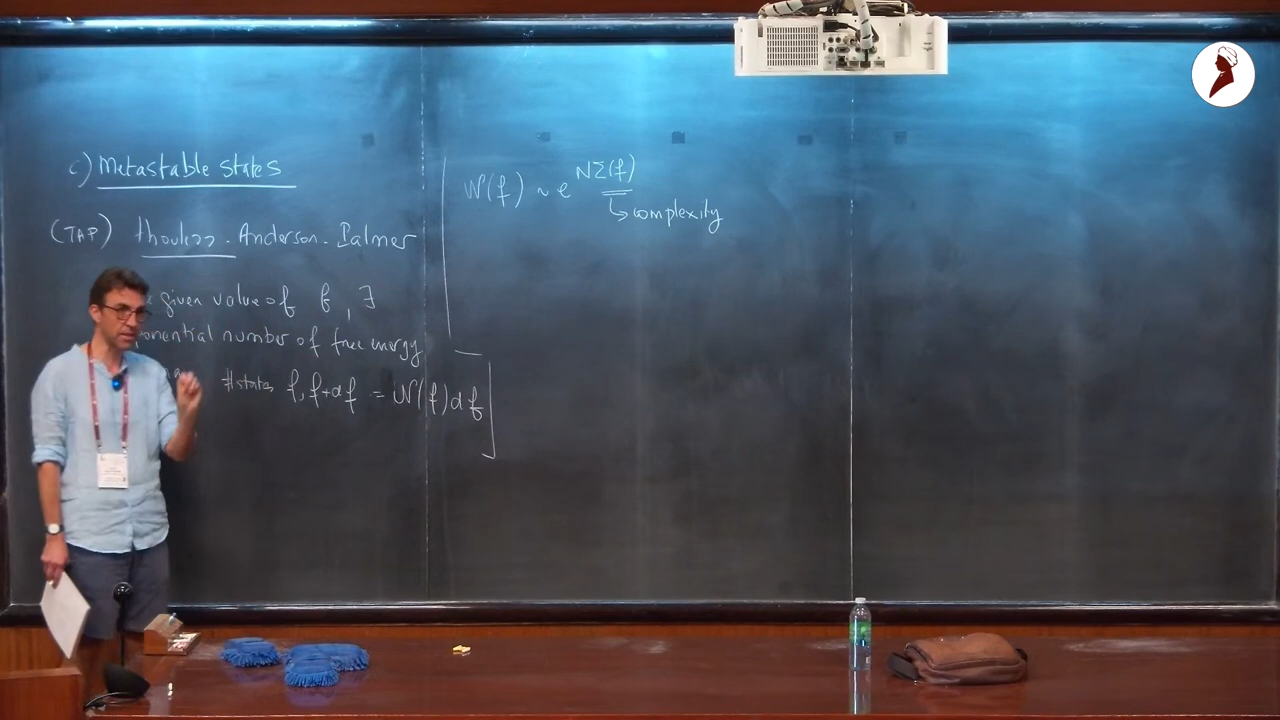 c) Metastable states
(TAP) Thouless. Anderson. Palmer
given value of f, ∃
onential number of free energy
# states f, f+df = 𝒩(f)df
𝒩(f) ~ e^{NΣ(f)}
↳ complexity